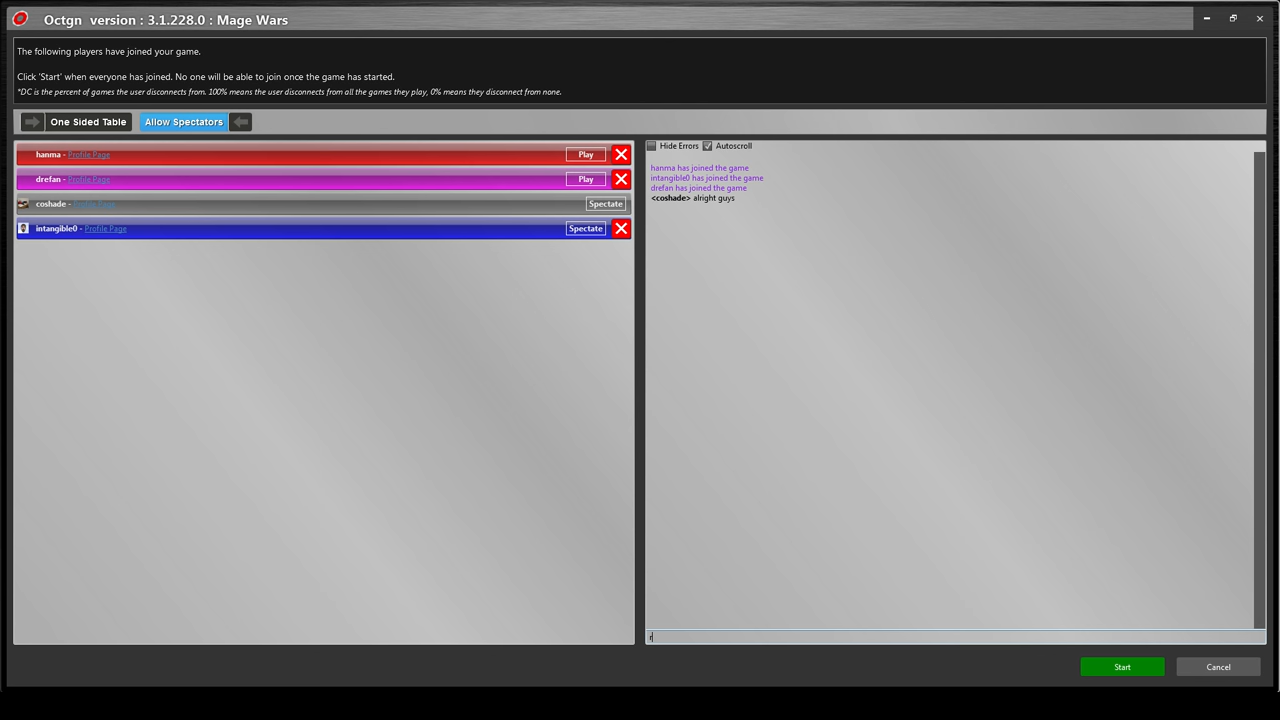 Octgn version : 3.1.228.0 : Mage Wars
The following players have joined your game.
Click 'Start' when everyone has joined. No one will be able to join once the game has started.
*DC is the percent of games the user disconnects from. 100% means the user disconnects from all the games they play, 0% means they disconnect from none.
One Sided Table
Allow Spectators
hanma - Profile Page
Play
drefan - Profile Page
Play
coshade - Profile Page
Spectate
intangible0 - Profile Page
Spectate
Hide Errors
Autoscroll
hanma has joined the game
intangible0 has joined the game
drefan has joined the game
<coshade> alright guys
r
Start
Cancel